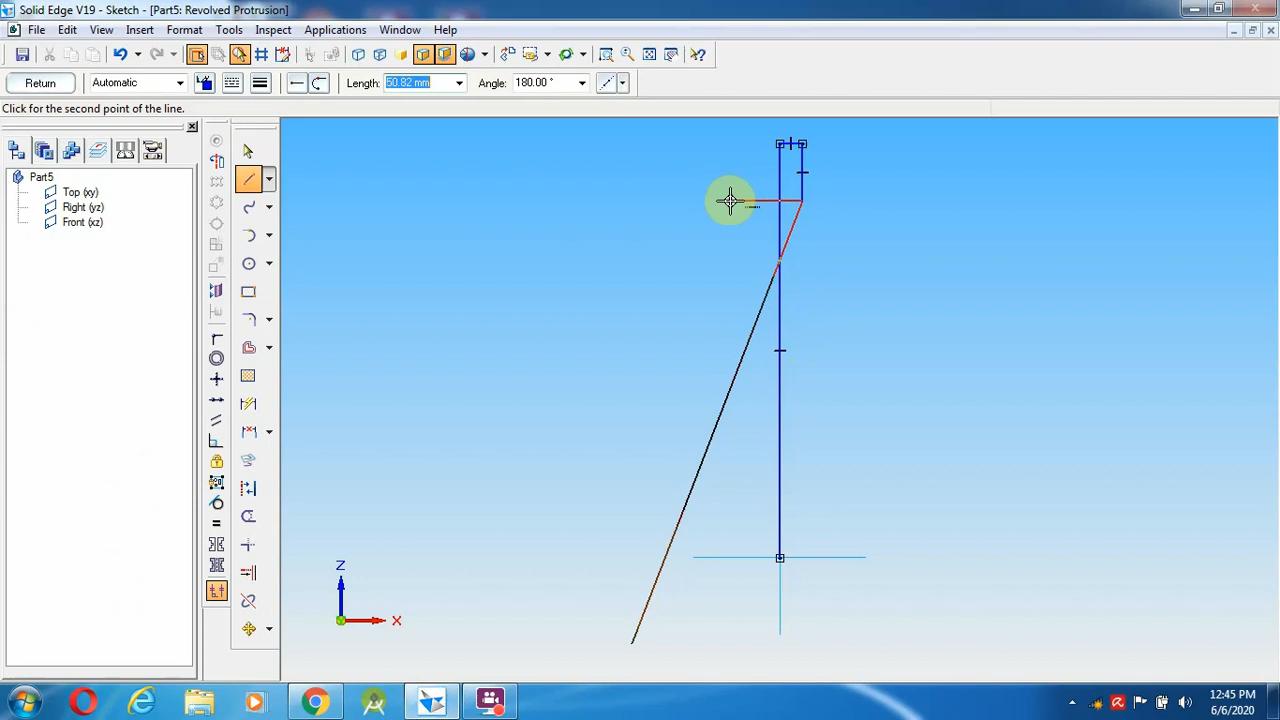 Solid Edge V19 - Sketch - [Part5: Revolved Protrusion]
File Edit View Insert Format Tools Inspect Applications Window Help
Return Automatic Length: 50.82 mm Angle: 180.00 °
Click for the second point of the line.
Part5
Top (xy)
Right (yz)
Front (xz)
Z
X
12:45 PM
6/6/2020